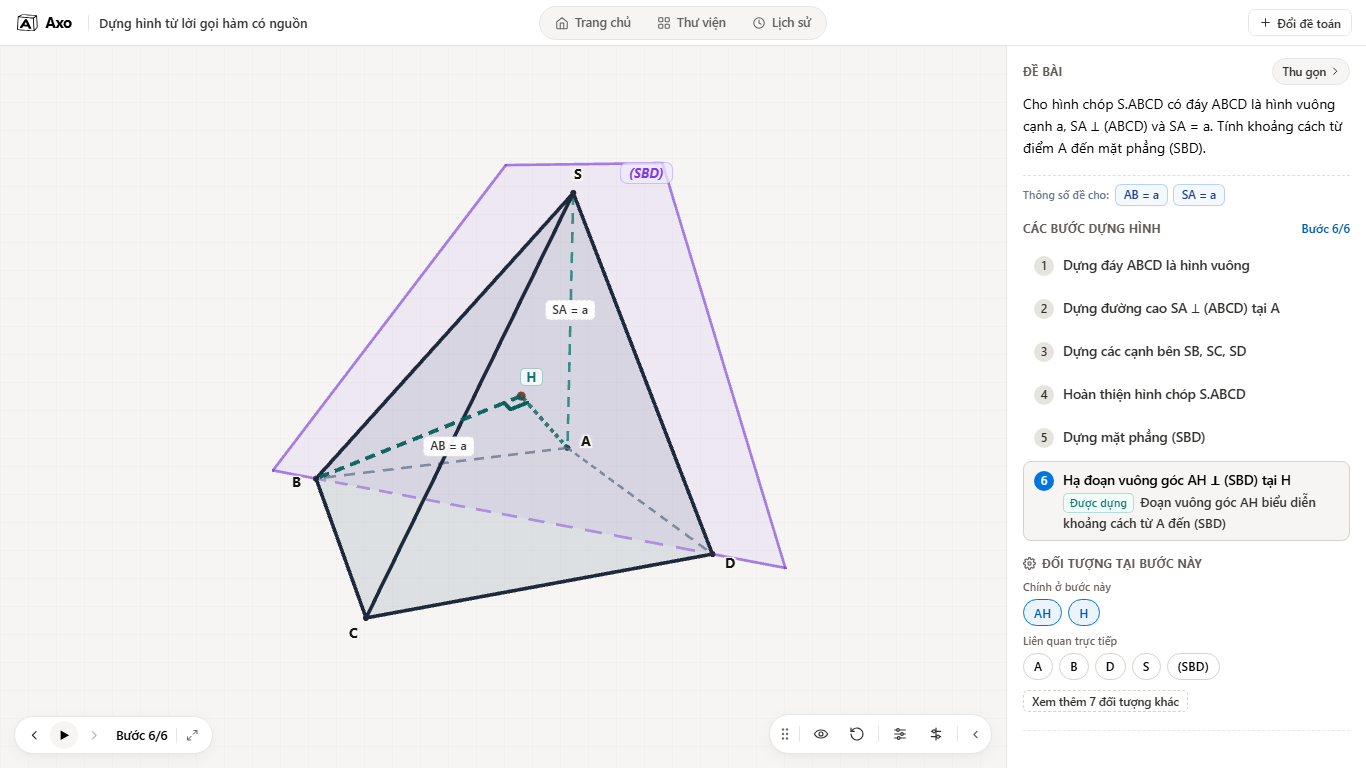 Axo
Dựng hình từ lời gọi hàm có nguồn
Trang chủ
Thư viện
Lịch sử
Đổi đề toán
S
(SBD)
SA = a
H
AB = a
A
B
D
C
Bước 6/6
ĐỀ BÀI
Thu gọn
Cho hình chóp S.ABCD có đáy ABCD là hình vuông
cạnh a, SA ⊥ (ABCD) và SA = a. Tính khoảng cách từ
điểm A đến mặt phẳng (SBD).
Thông số đề cho: AB = a SA = a
CÁC BƯỚC DỰNG HÌNH Bước 6/6
1 Dựng đáy ABCD là hình vuông
2 Dựng đường cao SA ⊥ (ABCD) tại A
3 Dựng các cạnh bên SB, SC, SD
4 Hoàn thiện hình chóp S.ABCD
5 Dựng mặt phẳng (SBD)
6 Hạ đoạn vuông góc AH ⊥ (SBD) tại H
Được dựng Đoạn vuông góc AH biểu diễn
khoảng cách từ A đến (SBD)
ĐỐI TƯỢNG TẠI BƯỚC NÀY
Chính ở bước này
AH H
Liên quan trực tiếp
A B D S (SBD)
Xem thêm 7 đối tượng khác